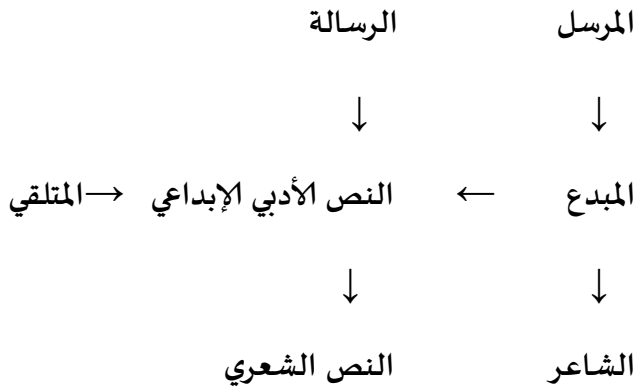 المرسل الرسالة
↓ ↓
المبدع ← النص الأدبي الإبداعي → المتلقي
↓ ↓
الشاعر النص الشعري